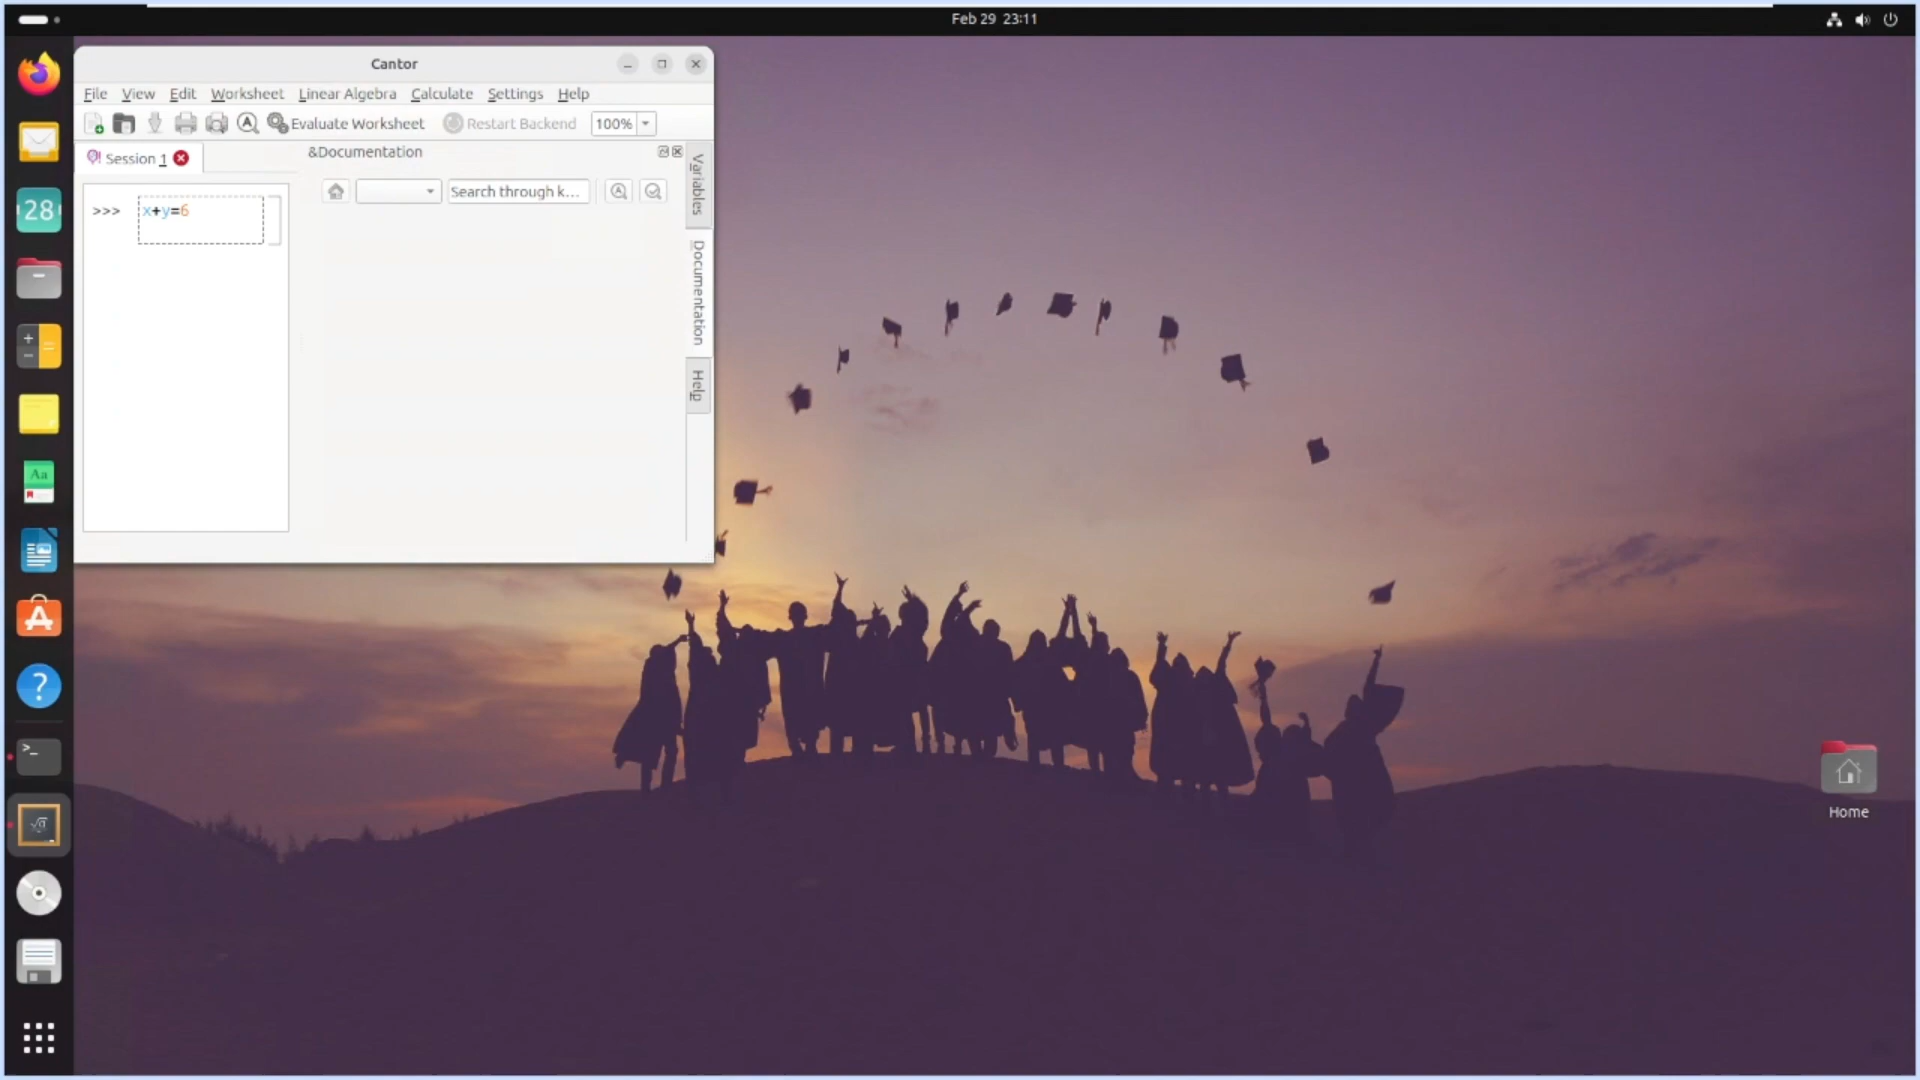 Feb 29 23:11
Cantor
File View Edit Worksheet Linear Algebra Calculate Settings Help
Evaluate Worksheet Restart Backend 100%
Session 1
&Documentation
Search through k...
>>> x+y=6
Variables
Documentation
Help
28
Aa
Home